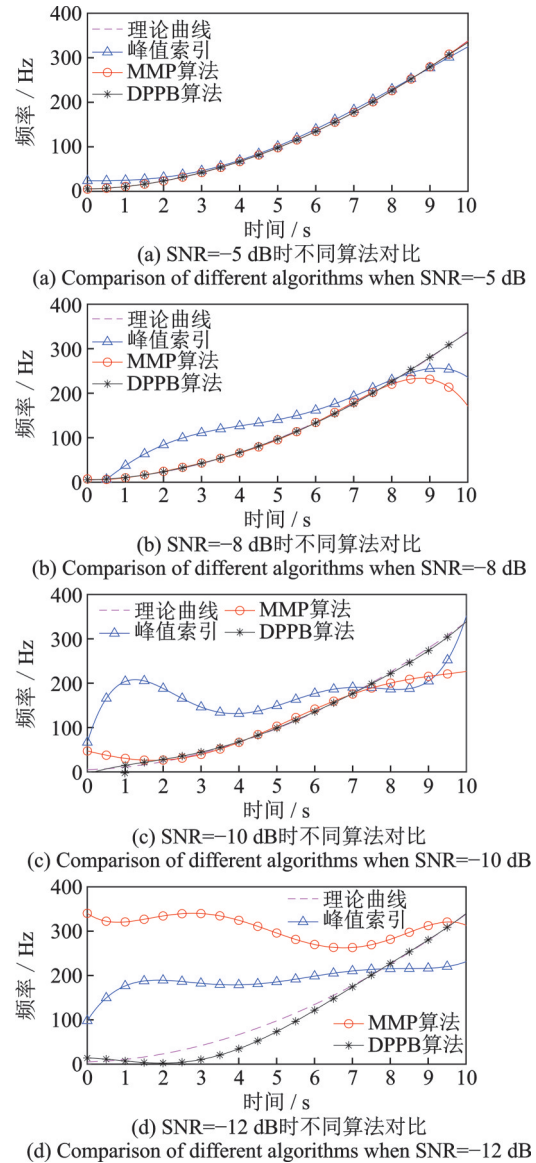 400
300
200
100
0
频率 / Hz
理论曲线
峰值索引
MMP算法
DPPB算法
0 1 2 3 4 5 6 7 8 9 10
时间 / s
(a) SNR=−5 dB时不同算法对比
(a) Comparison of different algorithms when SNR=−5 dB
400
300
200
100
0
频率 / Hz
理论曲线
峰值索引
MMP算法
DPPB算法
0 1 2 3 4 5 6 7 8 9 10
时间 / s
(b) SNR=−8 dB时不同算法对比
(b) Comparison of different algorithms when SNR=−8 dB
400
300
200
100
0
频率 / Hz
理论曲线 MMP算法
峰值索引 DPPB算法
0 1 2 3 4 5 6 7 8 9 10
时间 / s
(c) SNR=−10 dB时不同算法对比
(c) Comparison of different algorithms when SNR=−10 dB
400
300
200
100
0
频率 / Hz
理论曲线
峰值索引
MMP算法
DPPB算法
0 1 2 3 4 5 6 7 8 9 10
时间 / s
(d) SNR=−12 dB时不同算法对比
(d) Comparison of different algorithms when SNR=−12 dB